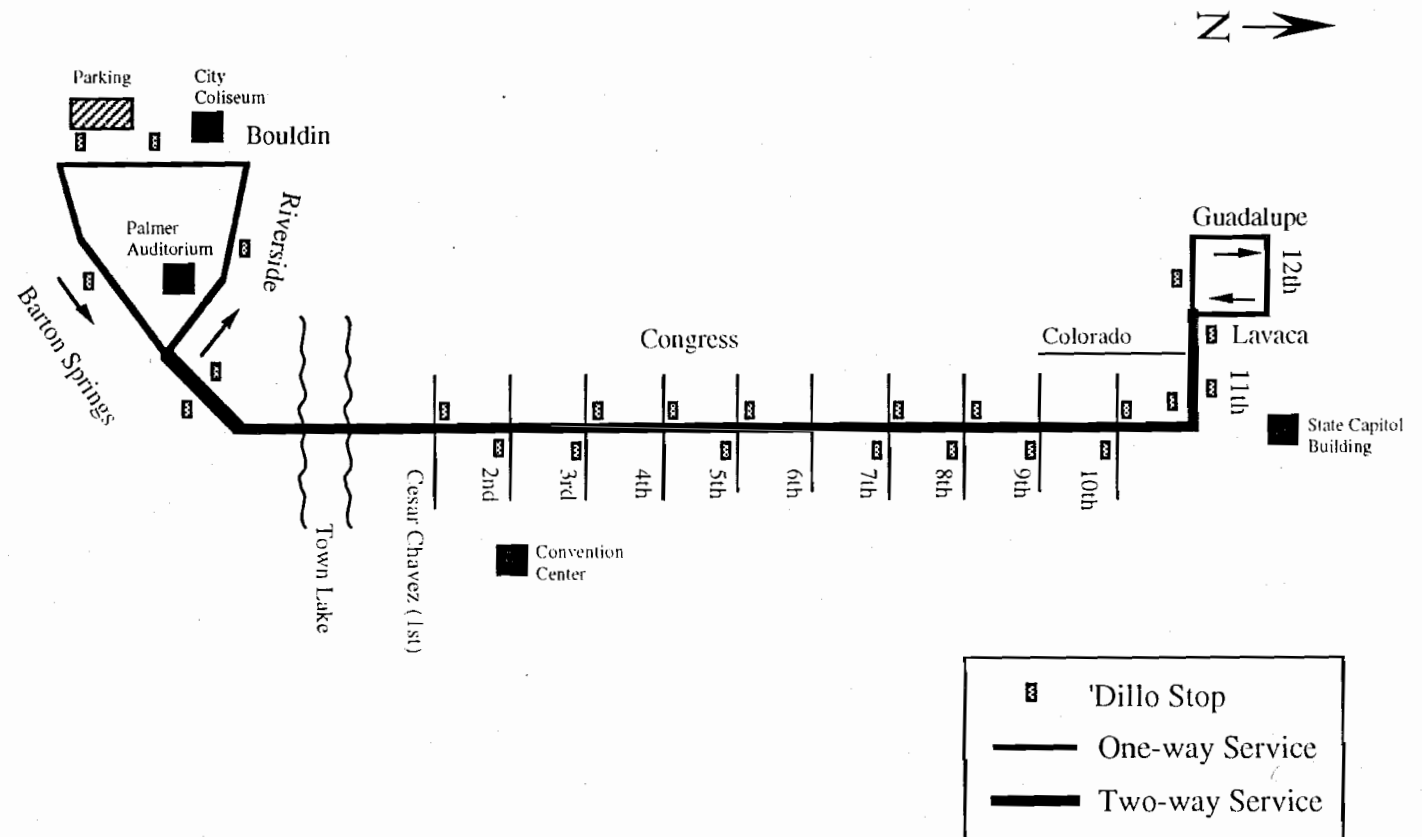 N
Parking
City
Coliseum
Bouldin
Riverside
Palmer
Auditorium
Barton Springs
Guadalupe
12th
Congress
Colorado
Lavaca
11th
State Capitol
Building
Cesar Chavez (1st)
2nd
3rd
4th
5th
6th
7th
8th
9th
10th
Town Lake
Convention
Center
'Dillo Stop
One-way Service
Two-way Service